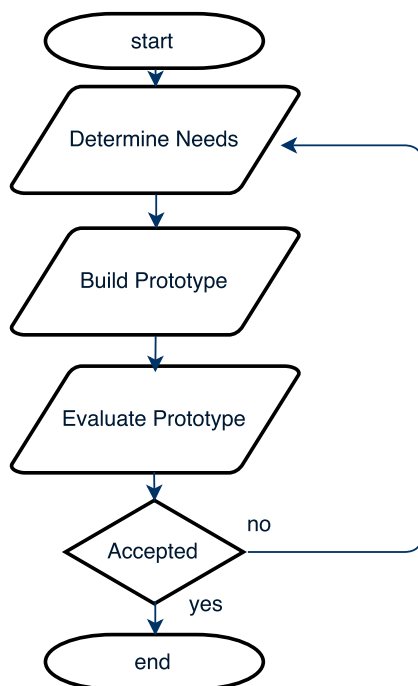 start
Determine Needs
Build Prototype
Evaluate Prototype
no
Accepted
yes
end